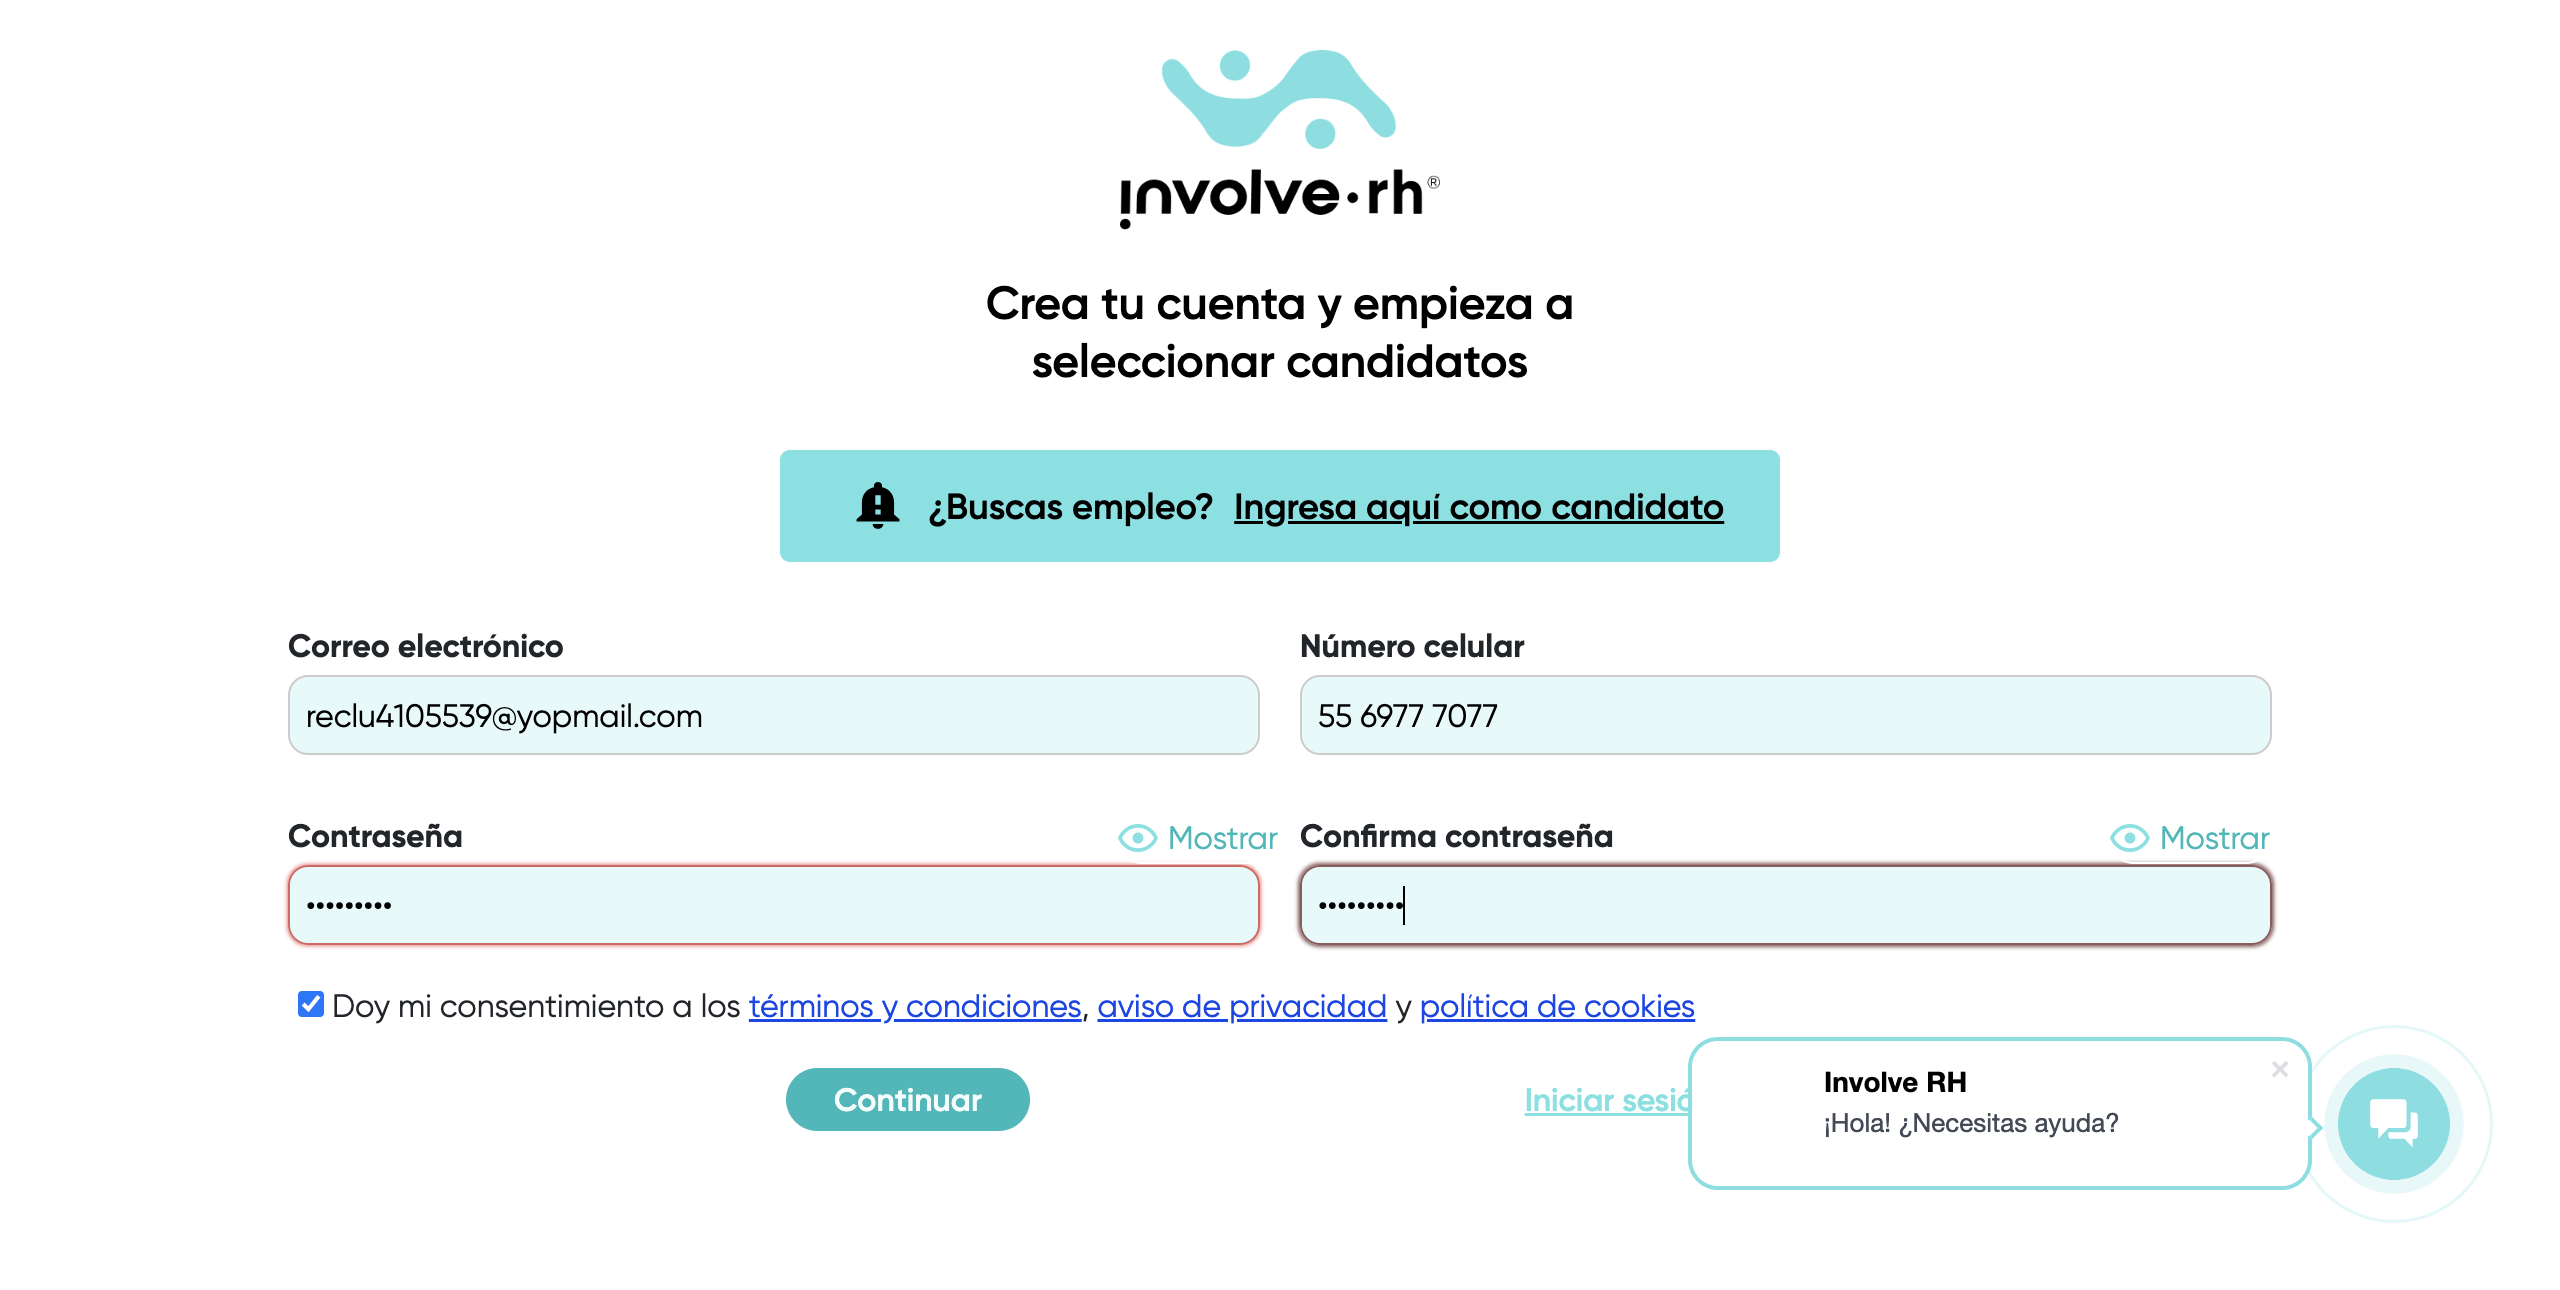 involve·rh®
Crea tu cuenta y empieza a
seleccionar candidatos
¿Buscas empleo? Ingresa aquí como candidato
Correo electrónico
reclu4105539@yopmail.com
Número celular
55 6977 7077
Contraseña
Mostrar
•••••••••
Confirma contraseña
Mostrar
•••••••••
Doy mi consentimiento a los términos y condiciones, aviso de privacidad y política de cookies
Continuar
Iniciar
Involve RH
¡Hola! ¿Necesitas ayuda?